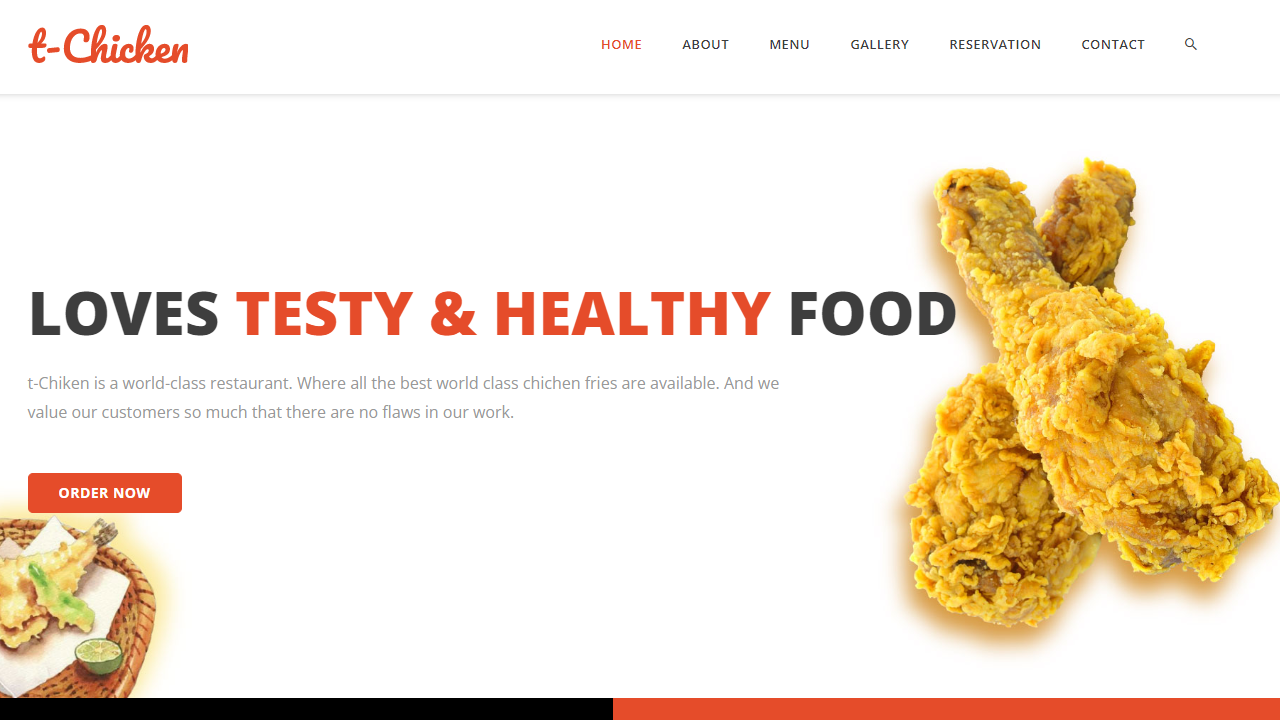 t-Chicken
HOME ABOUT MENU GALLERY RESERVATION CONTACT
LOVES TESTY & HEALTHY FOOD
t-Chiken is a world-class restaurant. Where all the best world class chichen fries are available. And we
value our customers so much that there are no flaws in our work.
ORDER NOW